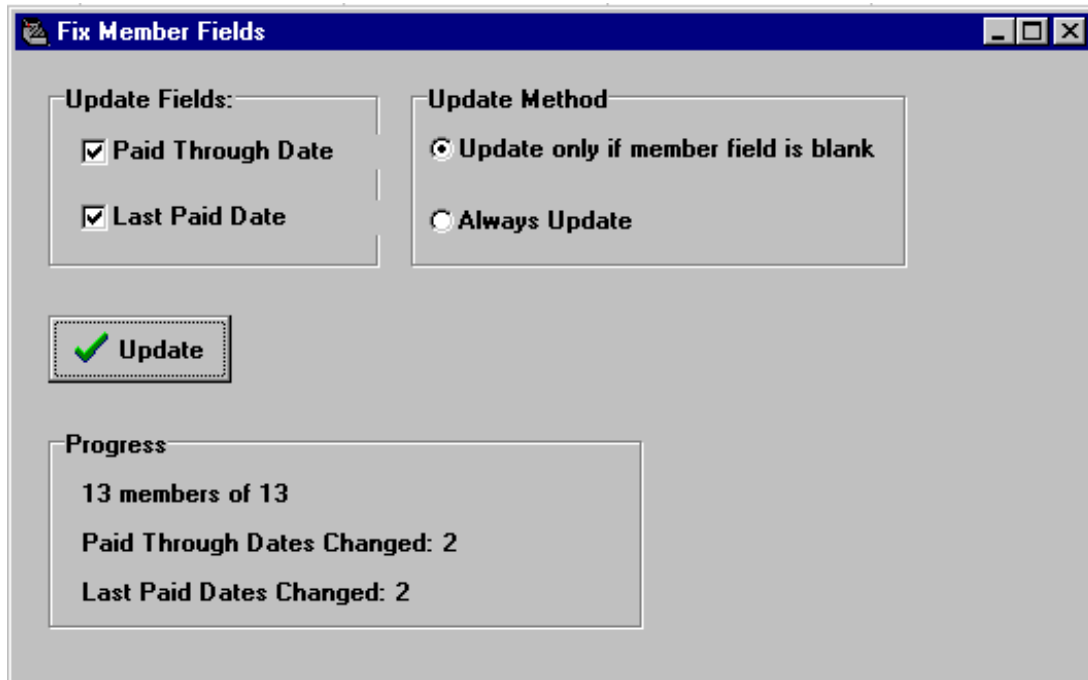 Fix Member Fields
Update Fields:
Paid Through Date
Last Paid Date
Update Method
Update only if member field is blank
Always Update
Update
Progress
13 members of 13
Paid Through Dates Changed: 2
Last Paid Dates Changed: 2